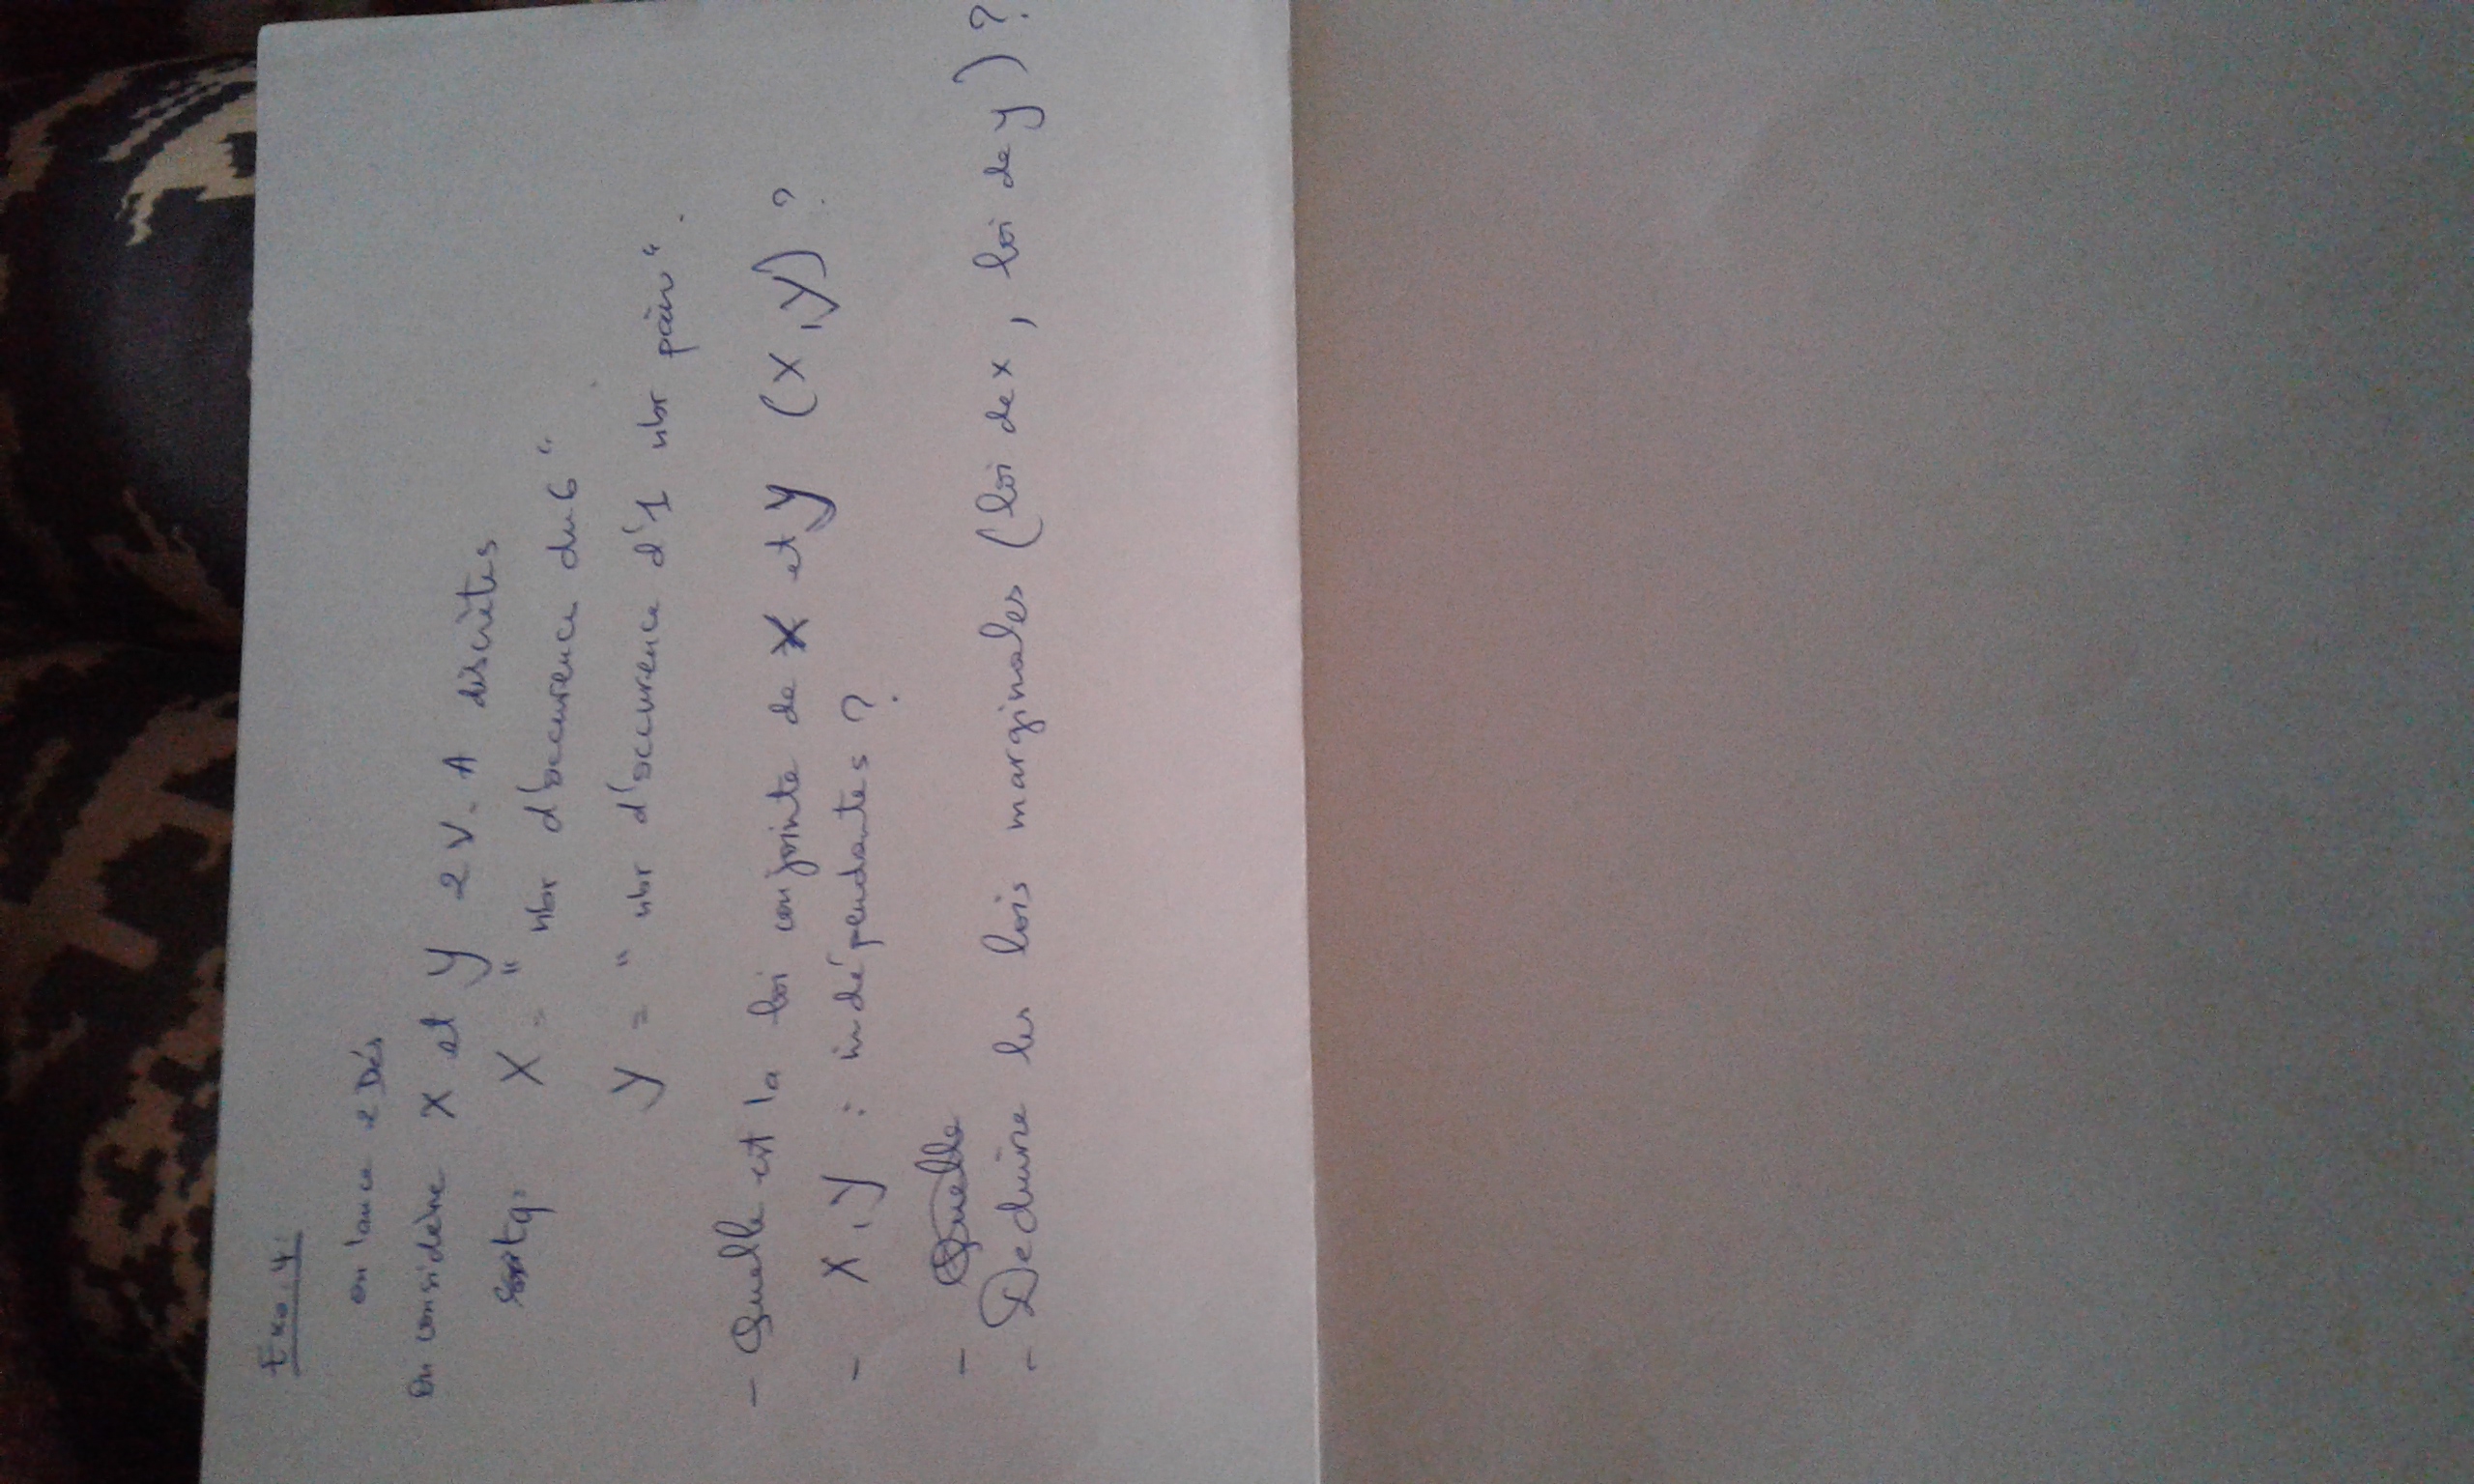 Exo. 4:
on lance 2 Dés
On considère X et Y 2 V. A discrètes
tq: X = " nbr d'occurence du 6 "
Y = " nbr d'occurence d'1 nbr pair ".
- Quelle est la loi conjointe de X et Y (X, Y) ?
- X, Y : indépendantes ?
- Quelle
- Deduire les lois marginales (loi de x, loi de y) ?